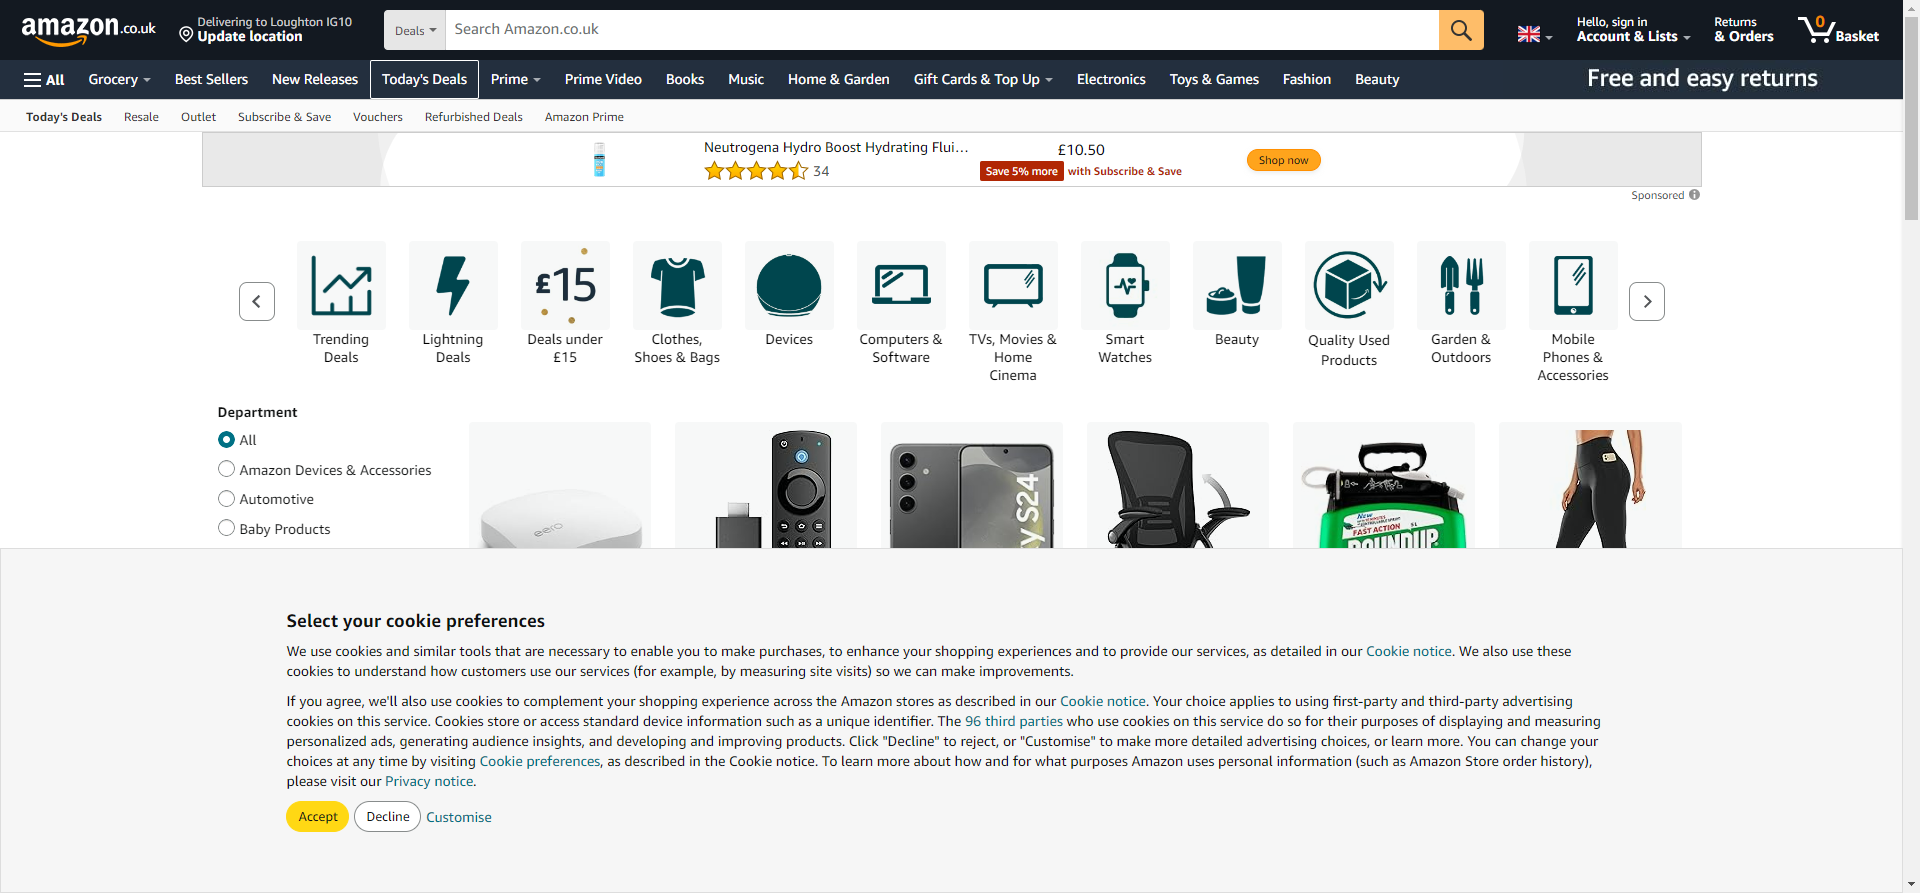 amazon.co.uk
Delivering to Loughton IG10
Update location
Deals
Search Amazon.co.uk
Hello, sign in
Account & Lists
Returns
& Orders
0
Basket
All
Grocery
Best Sellers
New Releases
Today's Deals
Prime
Prime Video
Books
Music
Home & Garden
Gift Cards & Top Up
Electronics
Toys & Games
Fashion
Beauty
Free and easy returns
Today's Deals
Resale
Outlet
Subscribe & Save
Vouchers
Refurbished Deals
Amazon Prime
Neutrogena Hydro Boost Hydrating Flui...
34
£10.50
Save 5% more with Subscribe & Save
Shop now
Sponsored
£15
Trending
Deals
Lightning
Deals
Deals under
£15
Clothes,
Shoes & Bags
Devices
Computers &
Software
TVs, Movies &
Home
Cinema
Smart
Watches
Beauty
Quality Used
Products
Garden &
Outdoors
Mobile
Phones &
Accessories
Department
All
Amazon Devices & Accessories
Automotive
Baby Products
eero
y S24
New
FAST ACTION
ROUNDUP
Select your cookie preferences
We use cookies and similar tools that are necessary to enable you to make purchases, to enhance your shopping experiences and to provide our services, as detailed in our Cookie notice. We also use these
cookies to understand how customers use our services (for example, by measuring site visits) so we can make improvements.
If you agree, we'll also use cookies to complement your shopping experience across the Amazon stores as described in our Cookie notice. Your choice applies to using first-party and third-party advertising
cookies on this service. Cookies store or access standard device information such as a unique identifier. The 96 third parties who use cookies on this service do so for their purposes of displaying and measuring
personalized ads, generating audience insights, and developing and improving products. Click "Decline" to reject, or "Customise" to make more detailed advertising choices, or learn more. You can change your
choices at any time by visiting Cookie preferences, as described in the Cookie notice. To learn more about how and for what purposes Amazon uses personal information (such as Amazon Store order history),
please visit our Privacy notice.
Accept
Decline
Customise